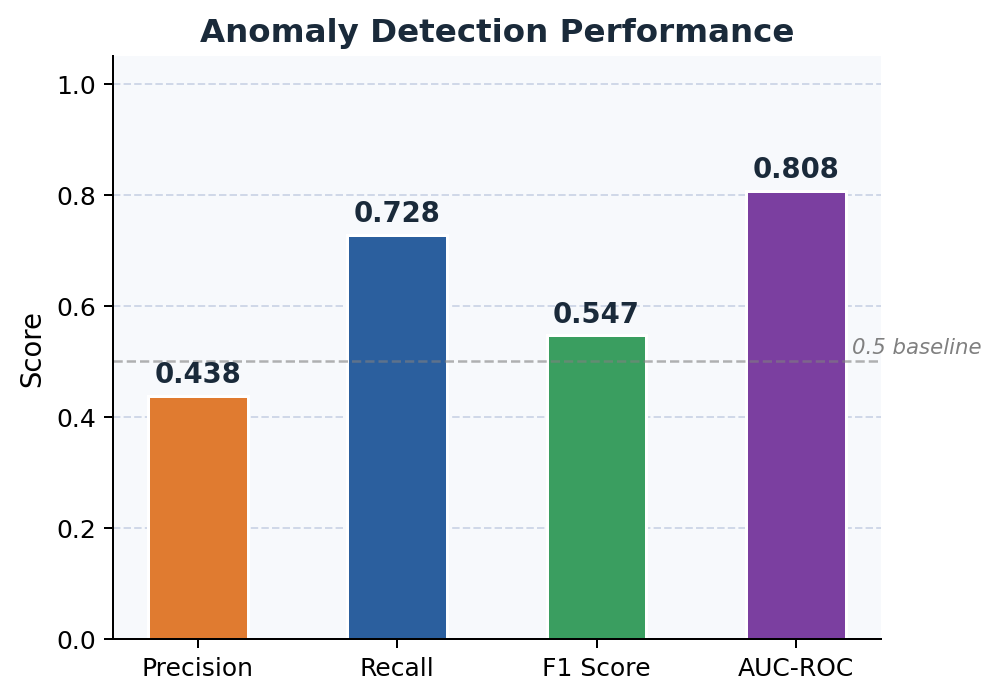 Anomaly Detection Performance
1.0
0.8
0.6
0.4
0.2
0.0
Score
0.438
0.728
0.547
0.808
0.5 baseline
Precision
Recall
F1 Score
AUC-ROC